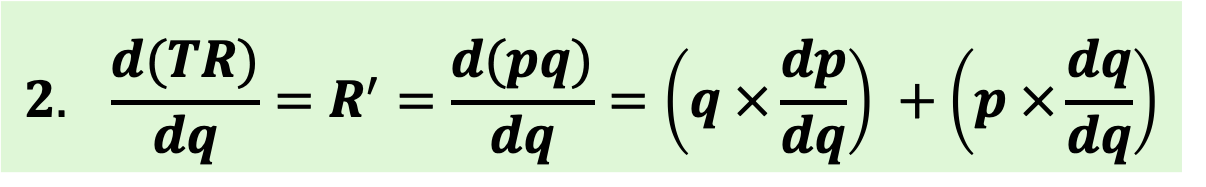 2. d(TR)/dq = R′ = d(pq)/dq = (q × dp/dq) + (p × dq/dq)